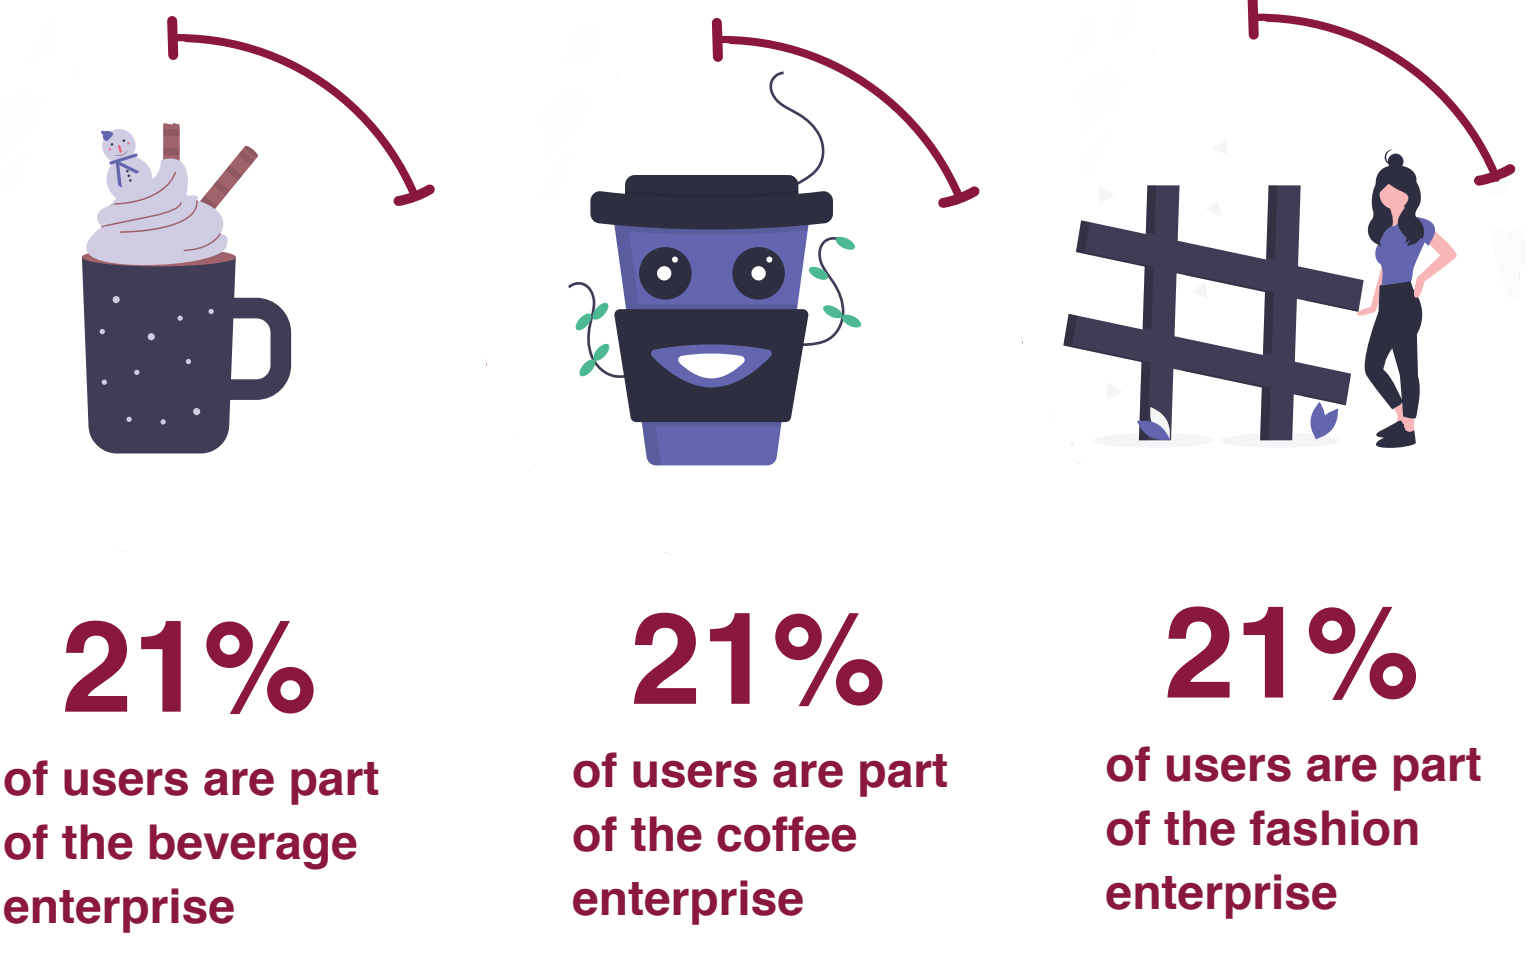 21%
of users are part
of the beverage
enterprise
21%
of users are part
of the coffee
enterprise
21%
of users are part
of the fashion
enterprise